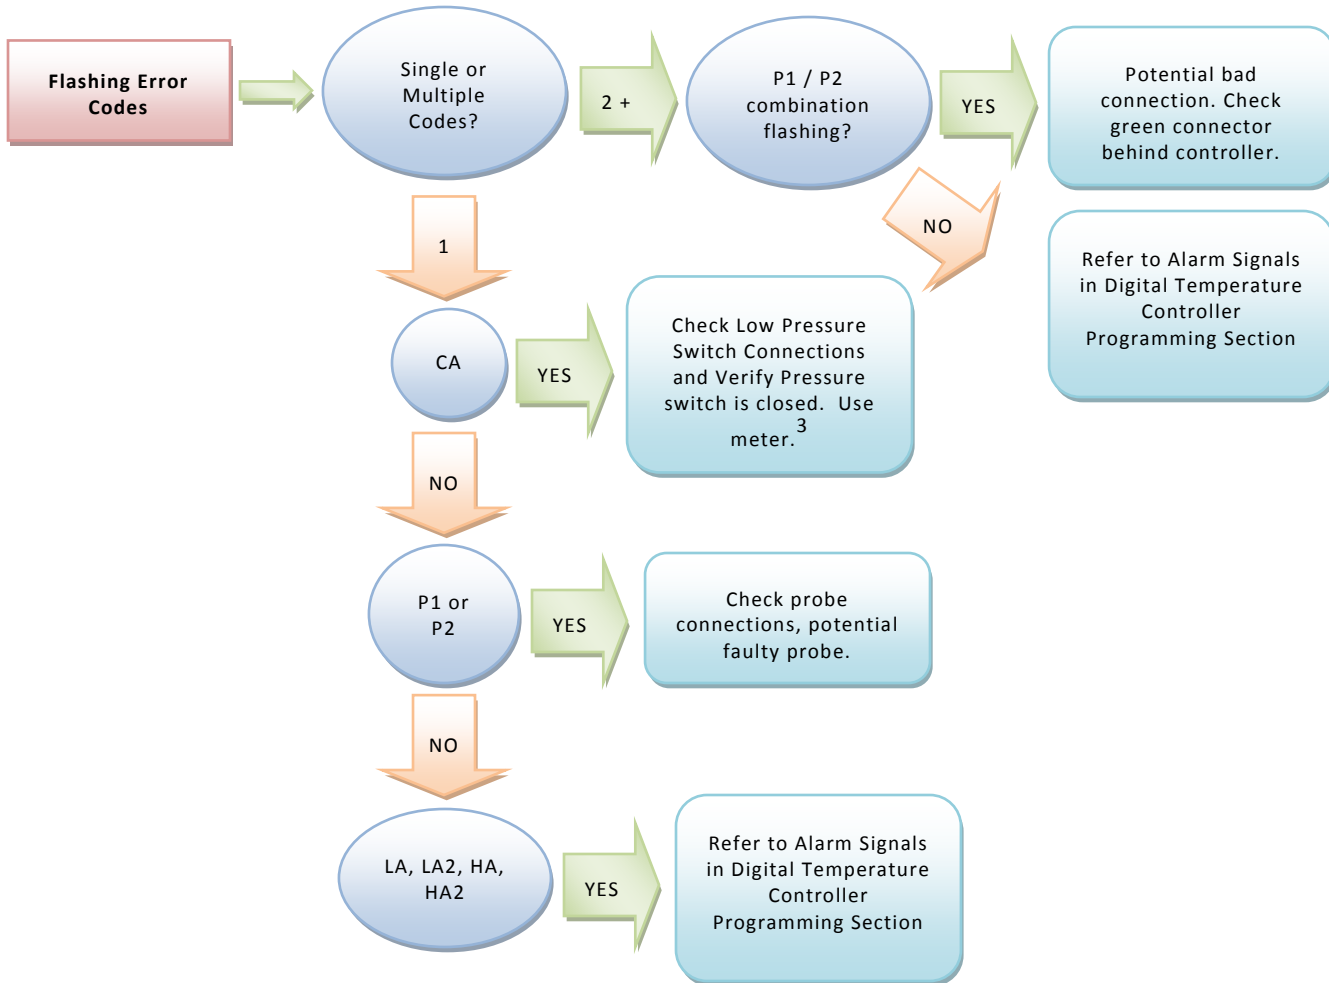 Flashing Error
Codes
Single or
Multiple
Codes?
2 +
P1 / P2
combination
flashing?
YES
Potential bad
connection. Check
green connector
behind controller.
NO
Refer to Alarm Signals
in Digital Temperature
Controller
Programming Section
1
CA
YES
Check Low Pressure
Switch Connections
and Verify Pressure
switch is closed.  Use
meter.3
NO
P1 or
P2
YES
Check probe
connections, potential
faulty probe.
NO
LA, LA2, HA,
HA2
YES
Refer to Alarm Signals
in Digital Temperature
Controller
Programming Section